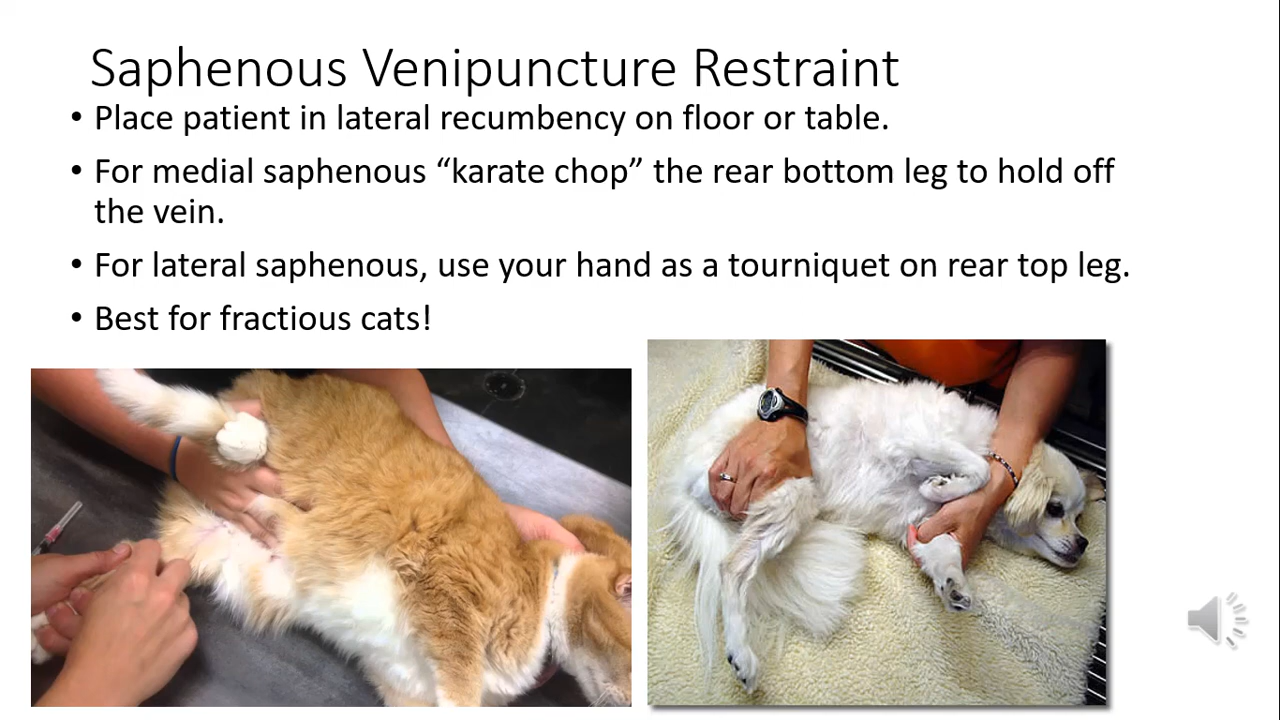 Saphenous Venipuncture Restraint
• Place patient in lateral recumbency on floor or table.
• For medial saphenous “karate chop” the rear bottom leg to hold off
the vein.
• For lateral saphenous, use your hand as a tourniquet on rear top leg.
• Best for fractious cats!